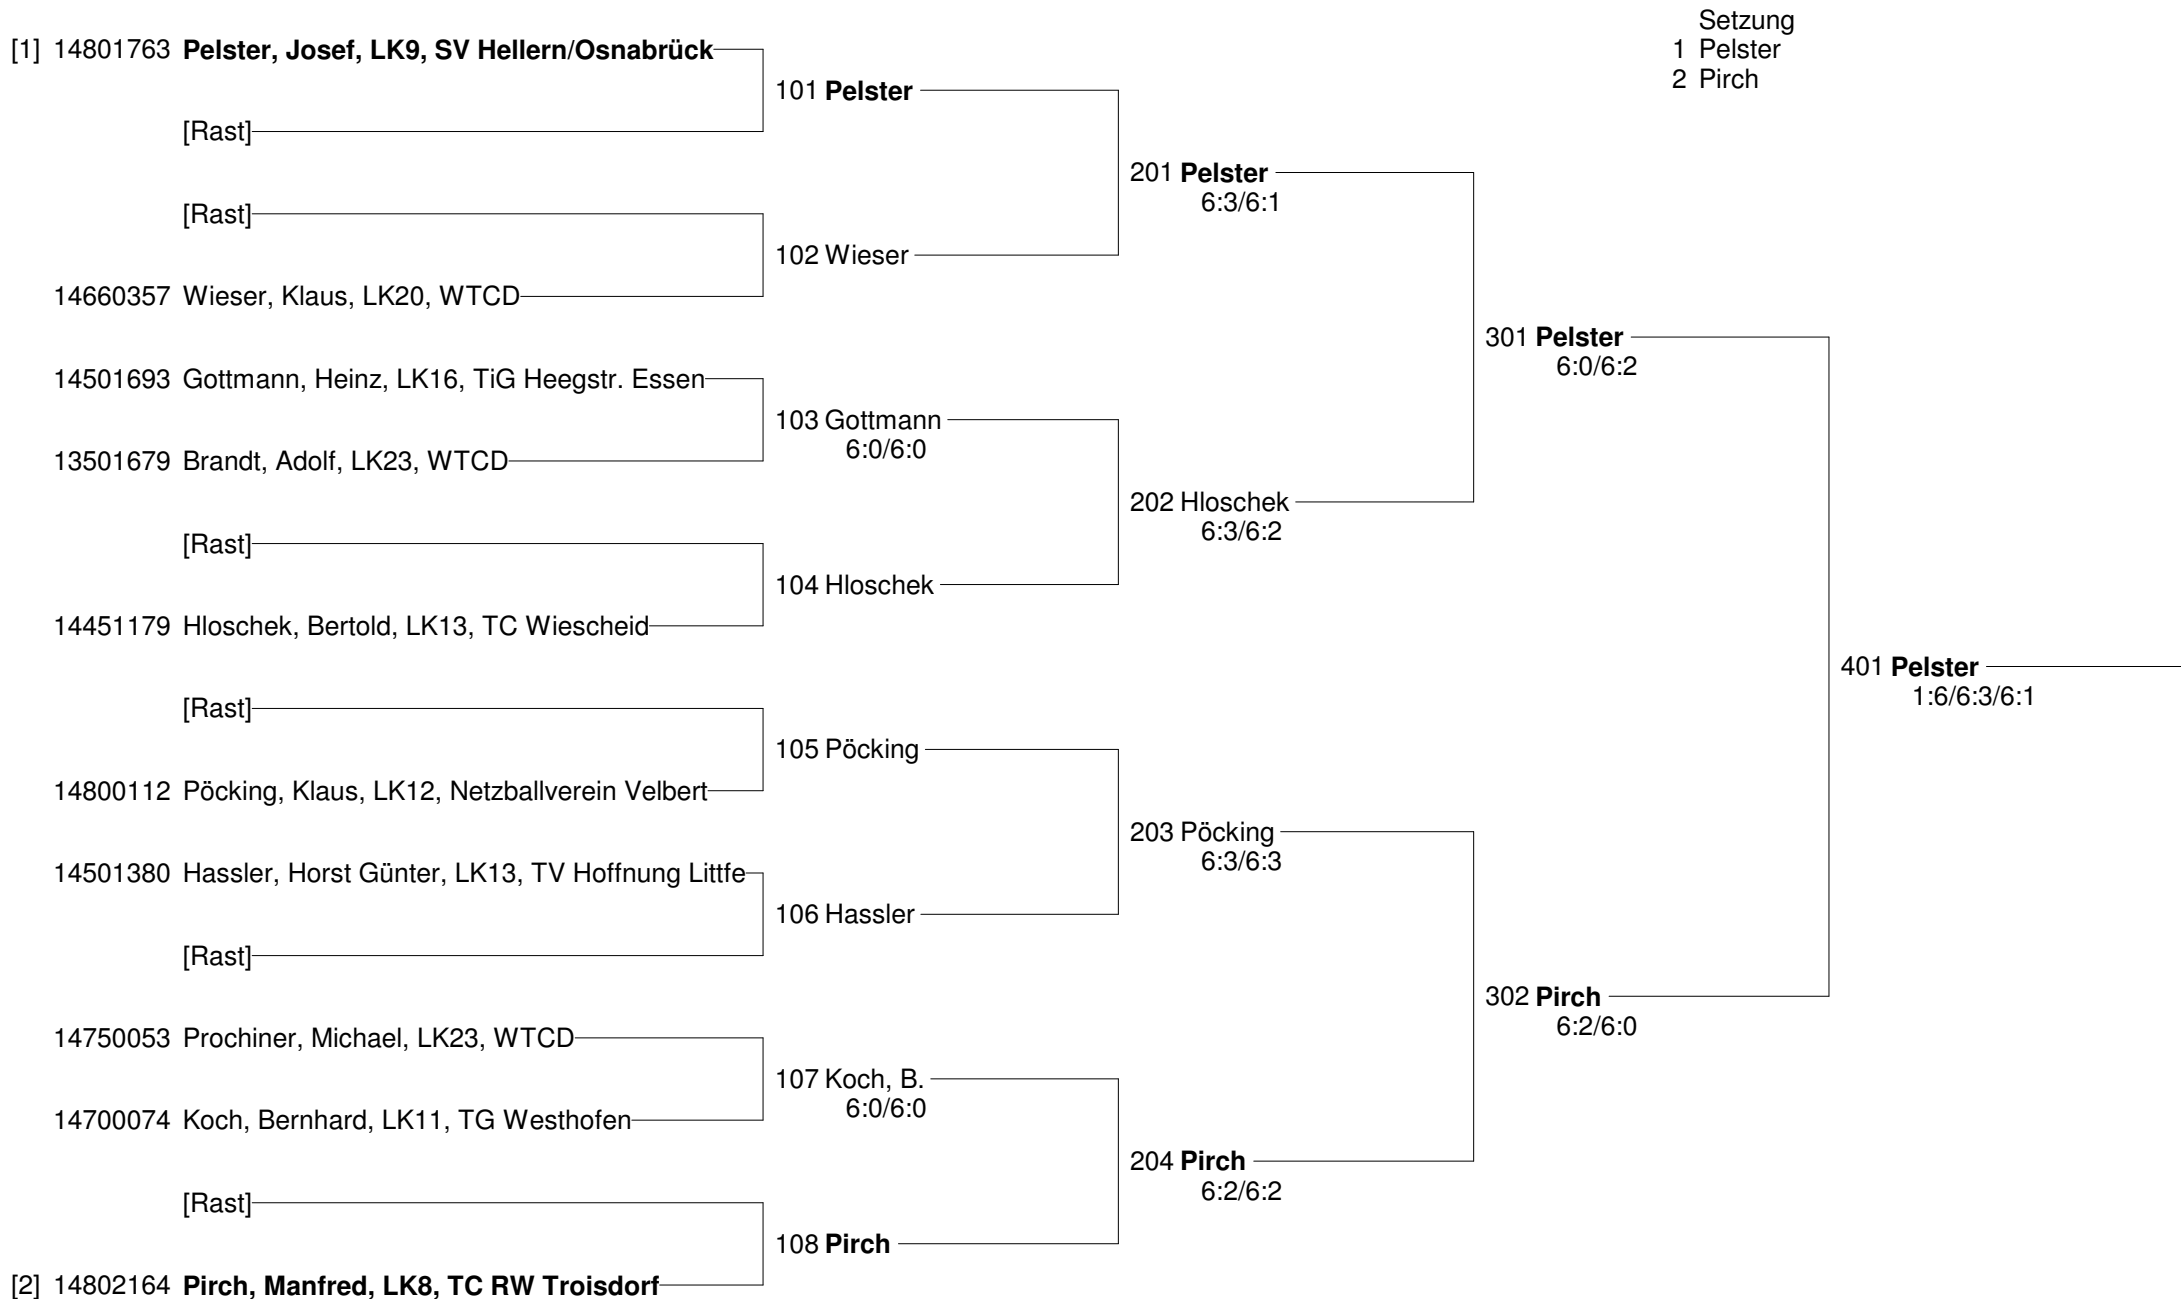 Setzung
1 Pelster
2 Pirch
[1] 14801763 Pelster, Josef, LK9, SV Hellern/Osnabrück
101 Pelster
[Rast]
201 Pelster
6:3/6:1
[Rast]
102 Wieser
14660357 Wieser, Klaus, LK20, WTCD
301 Pelster
6:0/6:2
14501693 Gottmann, Heinz, LK16, TiG Heegstr. Essen
103 Gottmann
6:0/6:0
13501679 Brandt, Adolf, LK23, WTCD
202 Hloschek
6:3/6:2
[Rast]
104 Hloschek
14451179 Hloschek, Bertold, LK13, TC Wiescheid
401 Pelster
1:6/6:3/6:1
[Rast]
105 Pöcking
14800112 Pöcking, Klaus, LK12, Netzballverein Velbert
203 Pöcking
6:3/6:3
14501380 Hassler, Horst Günter, LK13, TV Hoffnung Littfe
106 Hassler
[Rast]
302 Pirch
6:2/6:0
14750053 Prochiner, Michael, LK23, WTCD
107 Koch, B.
6:0/6:0
14700074 Koch, Bernhard, LK11, TG Westhofen
204 Pirch
6:2/6:2
[Rast]
108 Pirch
[2] 14802164 Pirch, Manfred, LK8, TC RW Troisdorf